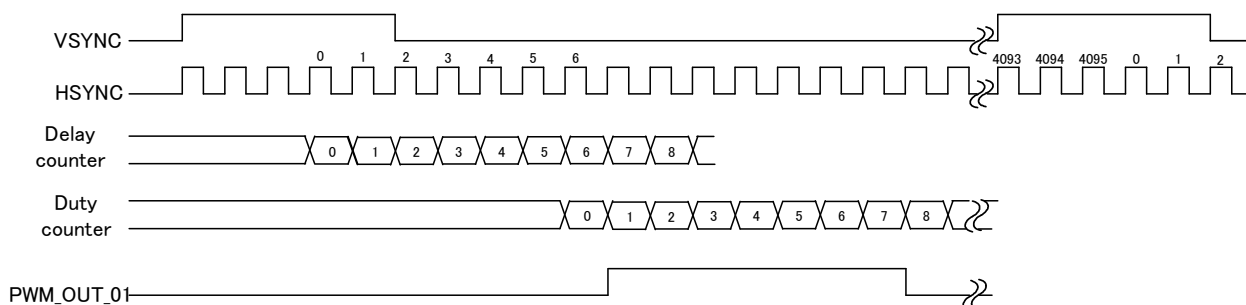 VSYNC
0 1 2 3 4 5 6 4093 4094 4095 0 1 2
HSYNC
Delay
counter
0 1 2 3 4 5 6 7 8
Duty
counter
0 1 2 3 4 5 6 7 8
PWM_OUT_01